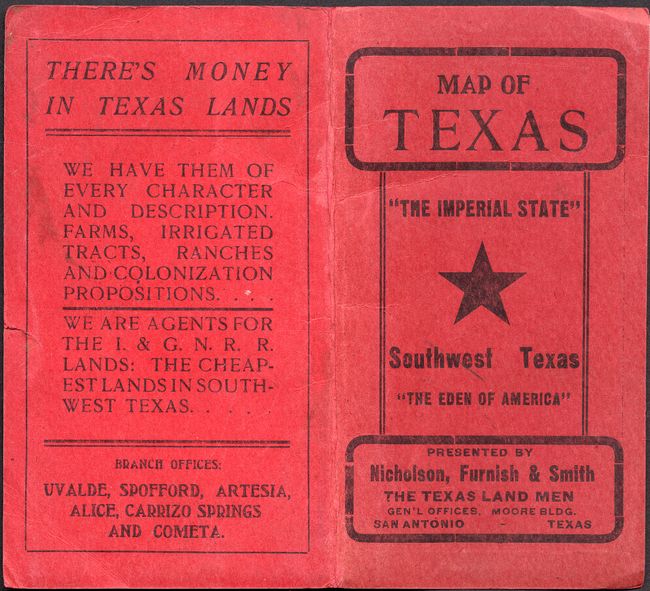 THERE'S MONEY
IN TEXAS LANDS
WE HAVE THEM OF
EVERY CHARACTER
AND DESCRIPTION.
FARMS, IRRIGATED
TRACTS, RANCHES
AND COLONIZATION
PROPOSITIONS. . . .
WE ARE AGENTS FOR
THE I. & G. N. R. R.
LANDS: THE CHEAP-
EST LANDS IN SOUTH-
WEST TEXAS. . . . .
BRANCH OFFICES:
UVALDE, SPOFFORD, ARTESIA,
ALICE, CARRIZO SPRINGS
AND COMETA.
MAP OF
TEXAS
"THE IMPERIAL STATE"
Southwest Texas
"THE EDEN OF AMERICA"
PRESENTED BY
Nicholson, Furnish & Smith
THE TEXAS LAND MEN
GEN'L OFFICES, MOORE BLDG.
SAN ANTONIO - TEXAS